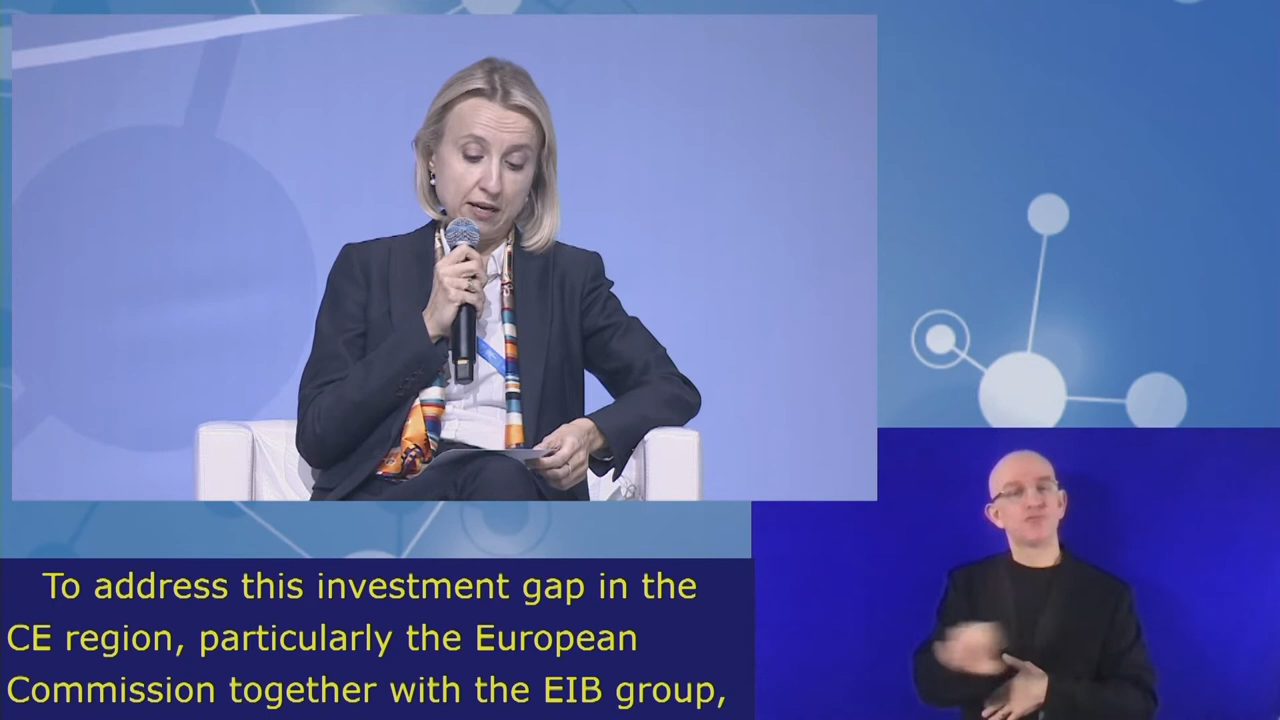 To address this investment gap in the
CE region, particularly the European
Commission together with the EIB group,